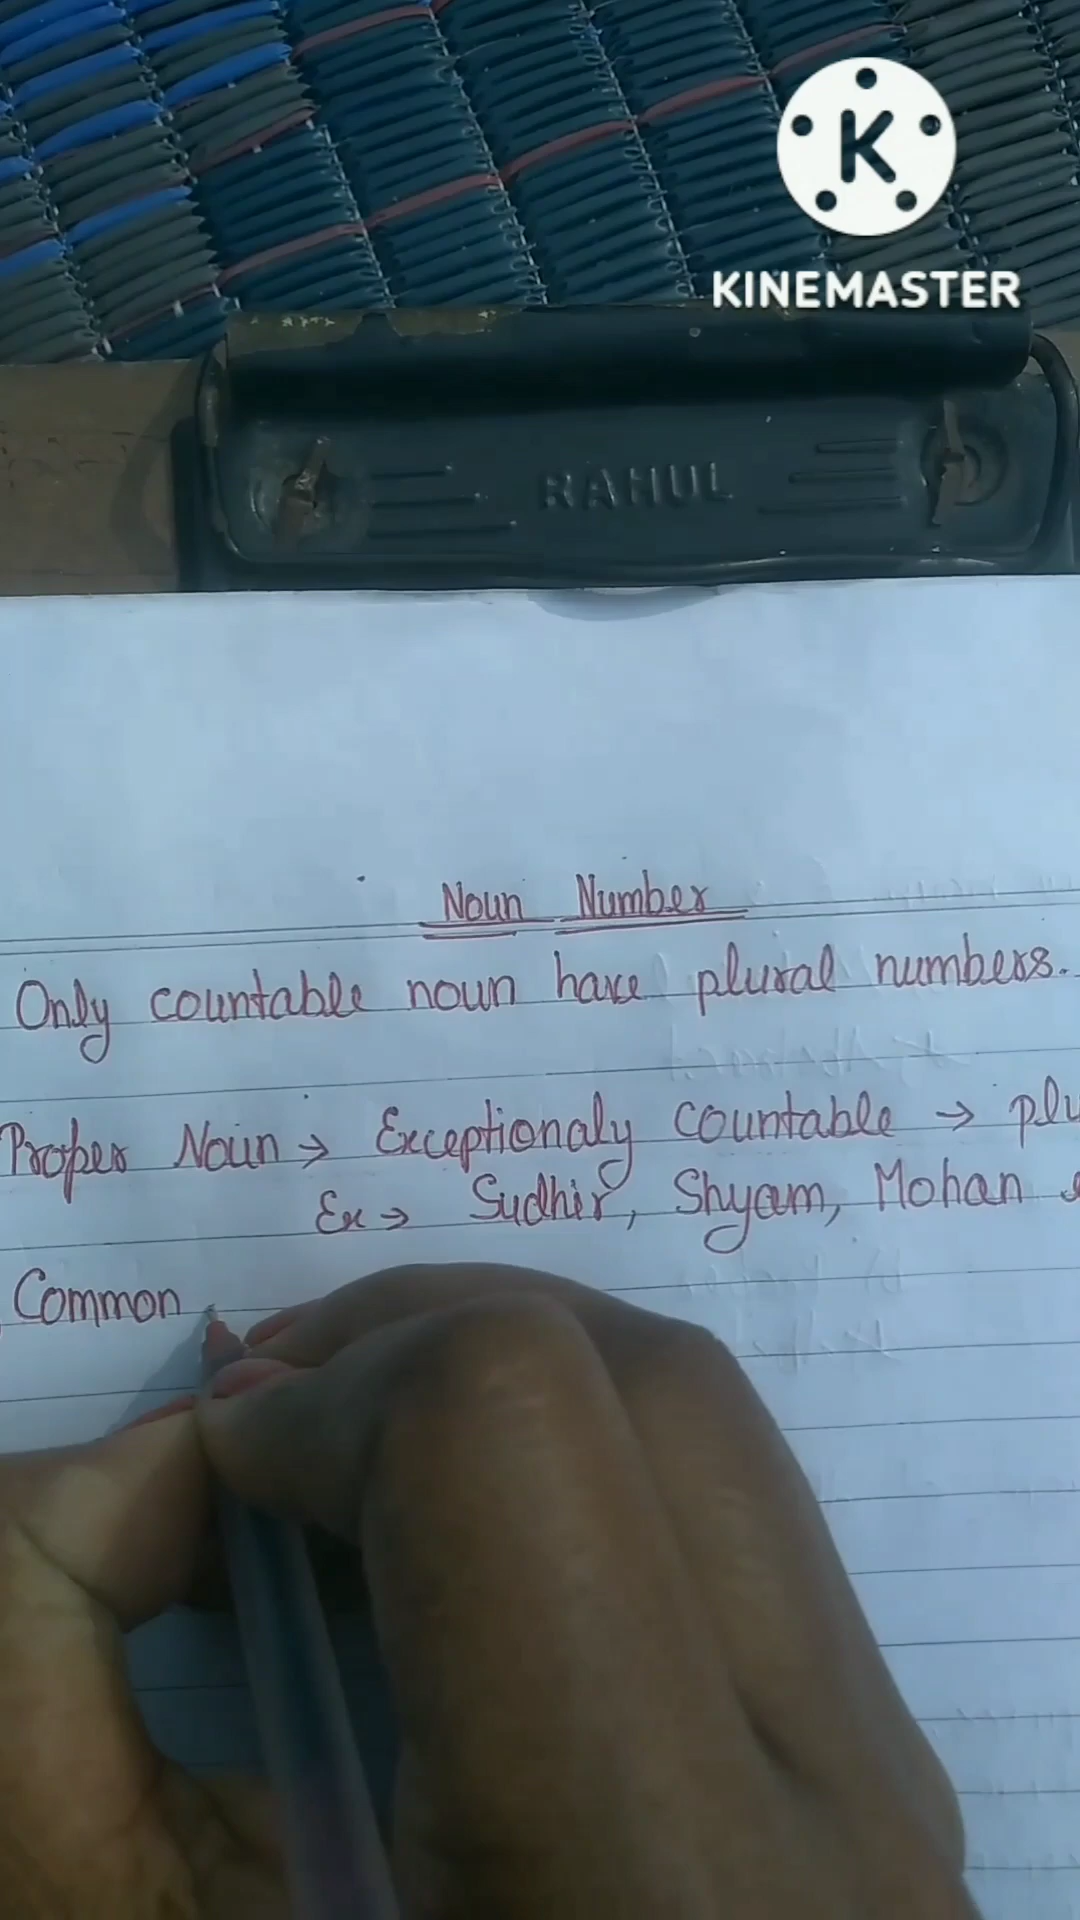 K
KINEMASTER
RAHUL
Noun Number
Only countable noun have plural numbers.
Proper Noun → Exceptionaly countable → plu
Ex → Sudhir, Shyam, Mohan
Common